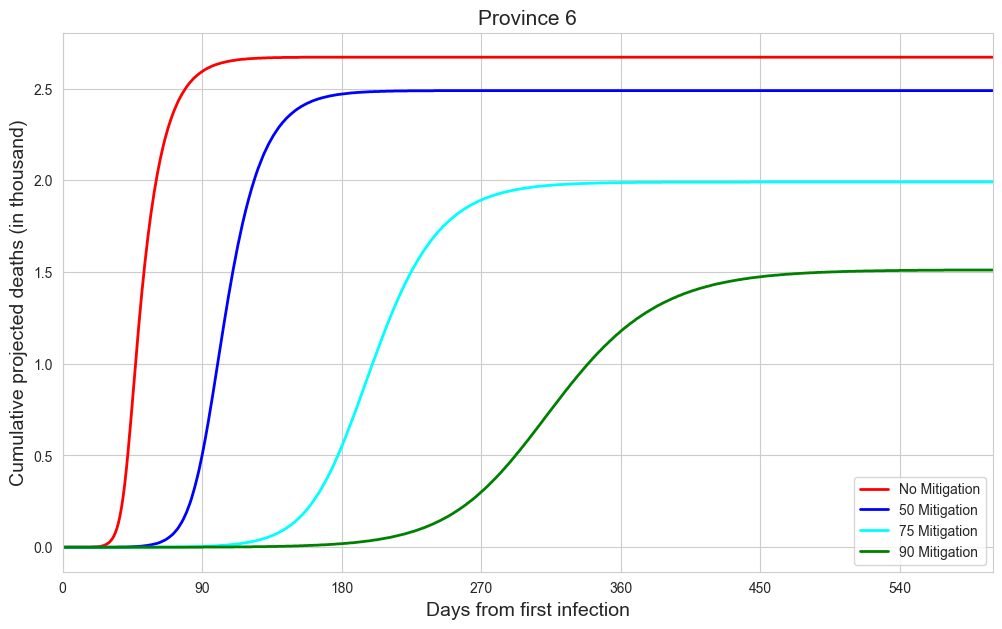 Province 6
Cumulative projected deaths (in thousand)
2.5
2.0
1.5
1.0
0.5
0.0
No Mitigation
50 Mitigation
75 Mitigation
90 Mitigation
0 90 180 270 360 450 540
Days from first infection